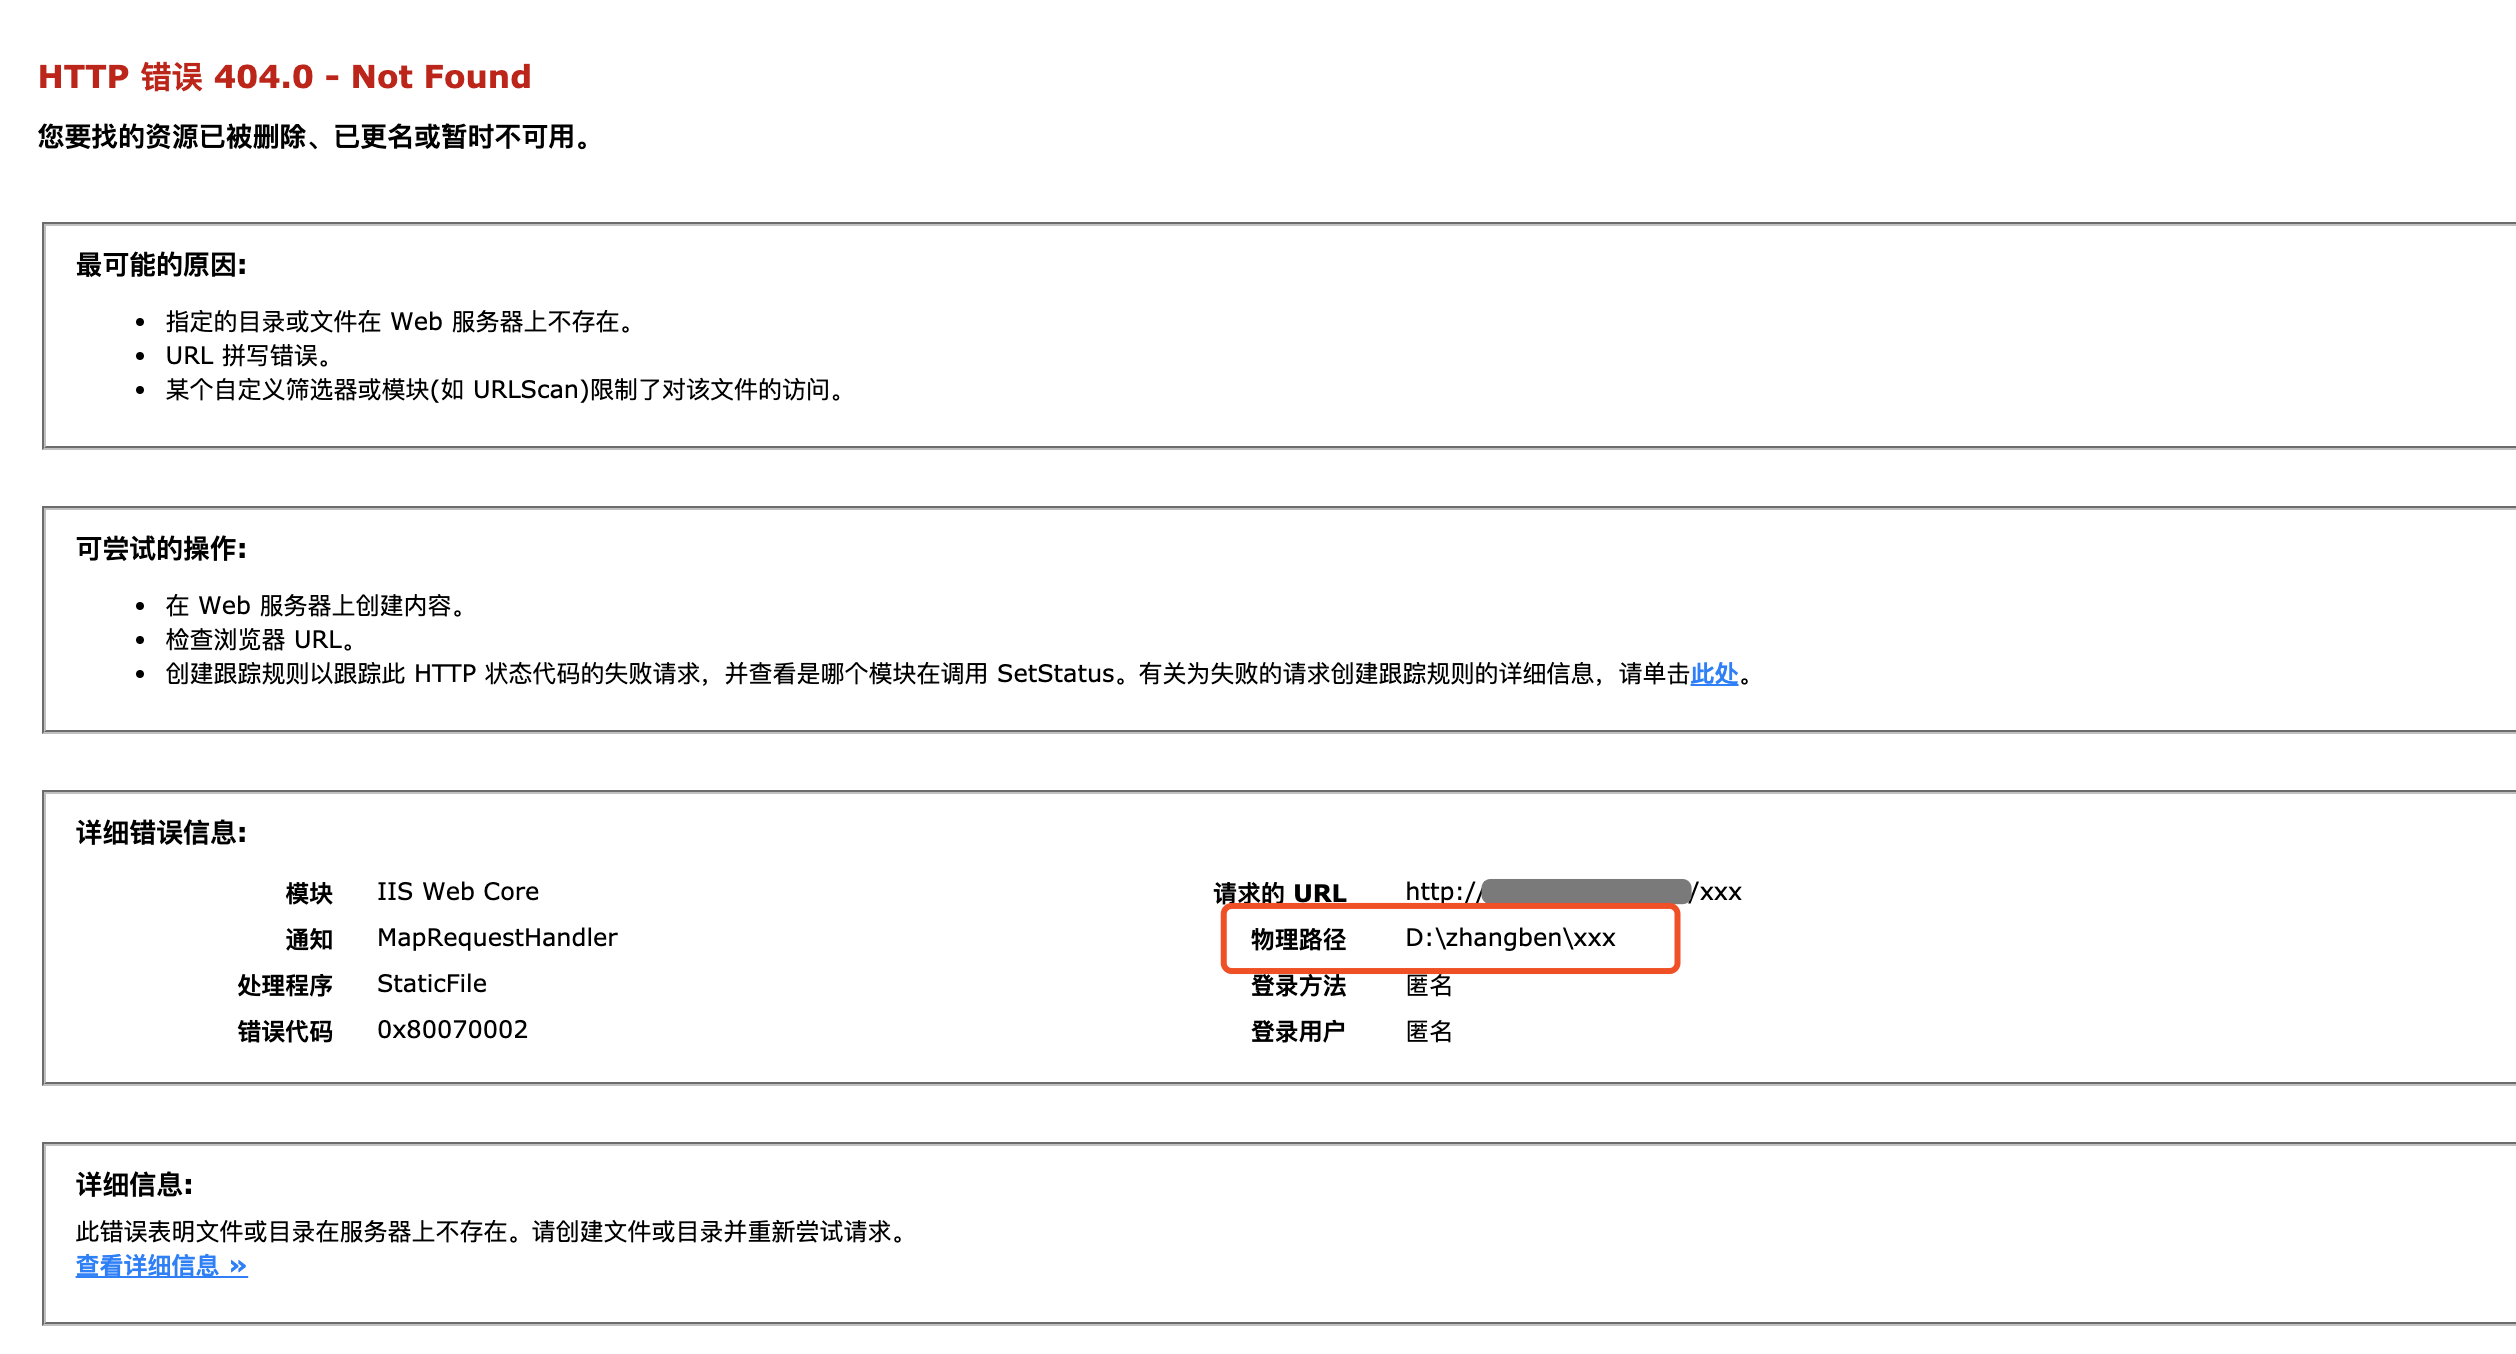 HTTP 错误 404.0 - Not Found
您要找的资源已被删除、已更名或暂时不可用。
最可能的原因:
• 指定的目录或文件在 Web 服务器上不存在。
• URL 拼写错误。
• 某个自定义筛选器或模块(如 URLScan)限制了对该文件的访问。
可尝试的操作:
• 在 Web 服务器上创建内容。
• 检查浏览器 URL。
• 创建跟踪规则以跟踪此 HTTP 状态代码的失败请求，并查看是哪个模块在调用 SetStatus。有关为失败的请求创建跟踪规则的详细信息，请单击此处。
详细错误信息:
模块 IIS Web Core
通知 MapRequestHandler
处理程序 StaticFile
错误代码 0x80070002
请求的 URL http:// /xxx
物理路径 D:\zhangben\xxx
登录方法 匿名
登录用户 匿名
详细信息:
此错误表明文件或目录在服务器上不存在。请创建文件或目录并重新尝试请求。
查看详细信息 »